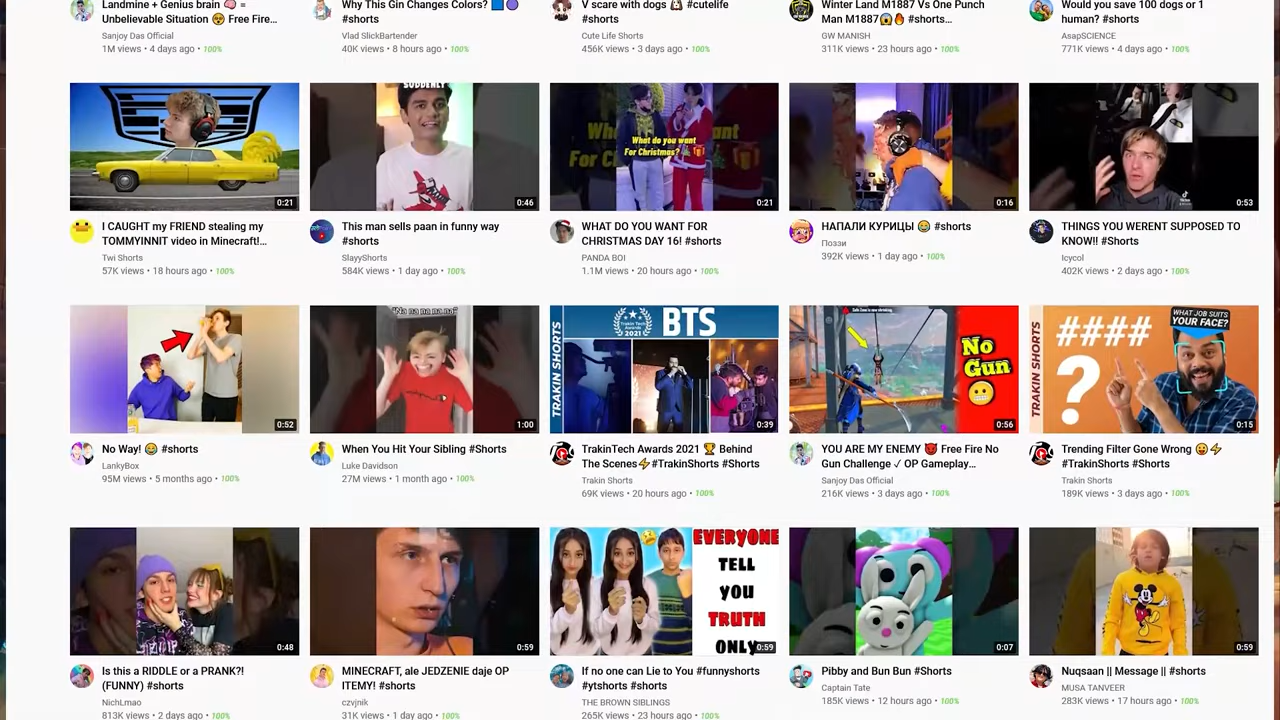 Landmine + Genius brain 🧠 =
Unbelievable Situation 😵 Free Fire...
Sanjoy Das Official
1M views • 4 days ago • 100%
Why This Gin Changes Colors? 🟦🟣
#shorts
Vlad SlickBartender
40K views • 8 hours ago • 100%
V scare with dogs 🐶 #cutelife
#shorts
Cute Life Shorts
456K views • 3 days ago • 100%
Winter Land M1887 Vs One Punch
Man M1887😱🔥 #shorts...
GW MANISH
311K views • 23 hours ago • 100%
Would you save 100 dogs or 1
human? #shorts
AsapSCIENCE
771K views • 4 days ago • 100%
0:21
I CAUGHT my FRIEND stealing my
TOMMYINNIT video in Minecraft!...
Twi Shorts
57K views • 18 hours ago • 100%
SUDDENLY
0:46
This man sells paan in funny way
#shorts
SlayyShorts
584K views • 1 day ago • 100%
What do you want
For Christmas?
0:21
WHAT DO YOU WANT FOR
CHRISTMAS DAY 16! #shorts
PANDA BOI
1.1M views • 20 hours ago • 100%
0:16
НАПАЛИ КУРИЦЫ 😂 #shorts
Поззи
392K views • 1 day ago • 100%
0:53
THINGS YOU WERENT SUPPOSED TO
KNOW!! #Shorts
Icycol
402K views • 2 days ago • 100%
0:52
No Way! 😂 #shorts
LankyBox
95M views • 5 months ago • 100%
"Na na na na na"
1:00
When You Hit Your Sibling #Shorts
Luke Davidson
27M views • 1 month ago • 100%
TRAKIN SHORTS
Trakin Tech
Awards
2021
BTS
0:39
TrakinTech Awards 2021 🏆 Behind
The Scenes⚡#TrakinShorts #Shorts
Trakin Shorts
69K views • 20 hours ago • 100%
No
Gun
0:56
YOU ARE MY ENEMY 👿 Free Fire No
Gun Challenge ✓ OP Gameplay...
Sanjoy Das Official
216K views • 3 days ago • 100%
TRAKIN SHORTS
####
?
WHAT JOB SUITS
YOUR FACE?
0:15
Trending Filter Gone Wrong 😛⚡
#TrakinShorts #Shorts
Trakin Shorts
189K views • 3 days ago • 100%
0:48
Is this a RIDDLE or a PRANK?!
(FUNNY) #shorts
NichLmao
813K views • 2 days ago • 100%
0:59
MINECRAFT, ale JEDZENIE daje OP
ITEMY! #shorts
czvjnik
31K views • 1 day ago • 100%
EVERYONE
TELL
YOU
TRUTH
ONLY
0:59
If no one can Lie to You #funnyshorts
#ytshorts #shorts
THE BROWN SIBLINGS
265K views • 23 hours ago • 100%
0:07
Pibby and Bun Bun #Shorts
Captain Tate
185K views • 12 hours ago • 100%
0:59
Nuqsaan || Message || #shorts
MUSA TANVEER
283K views • 17 hours ago • 100%